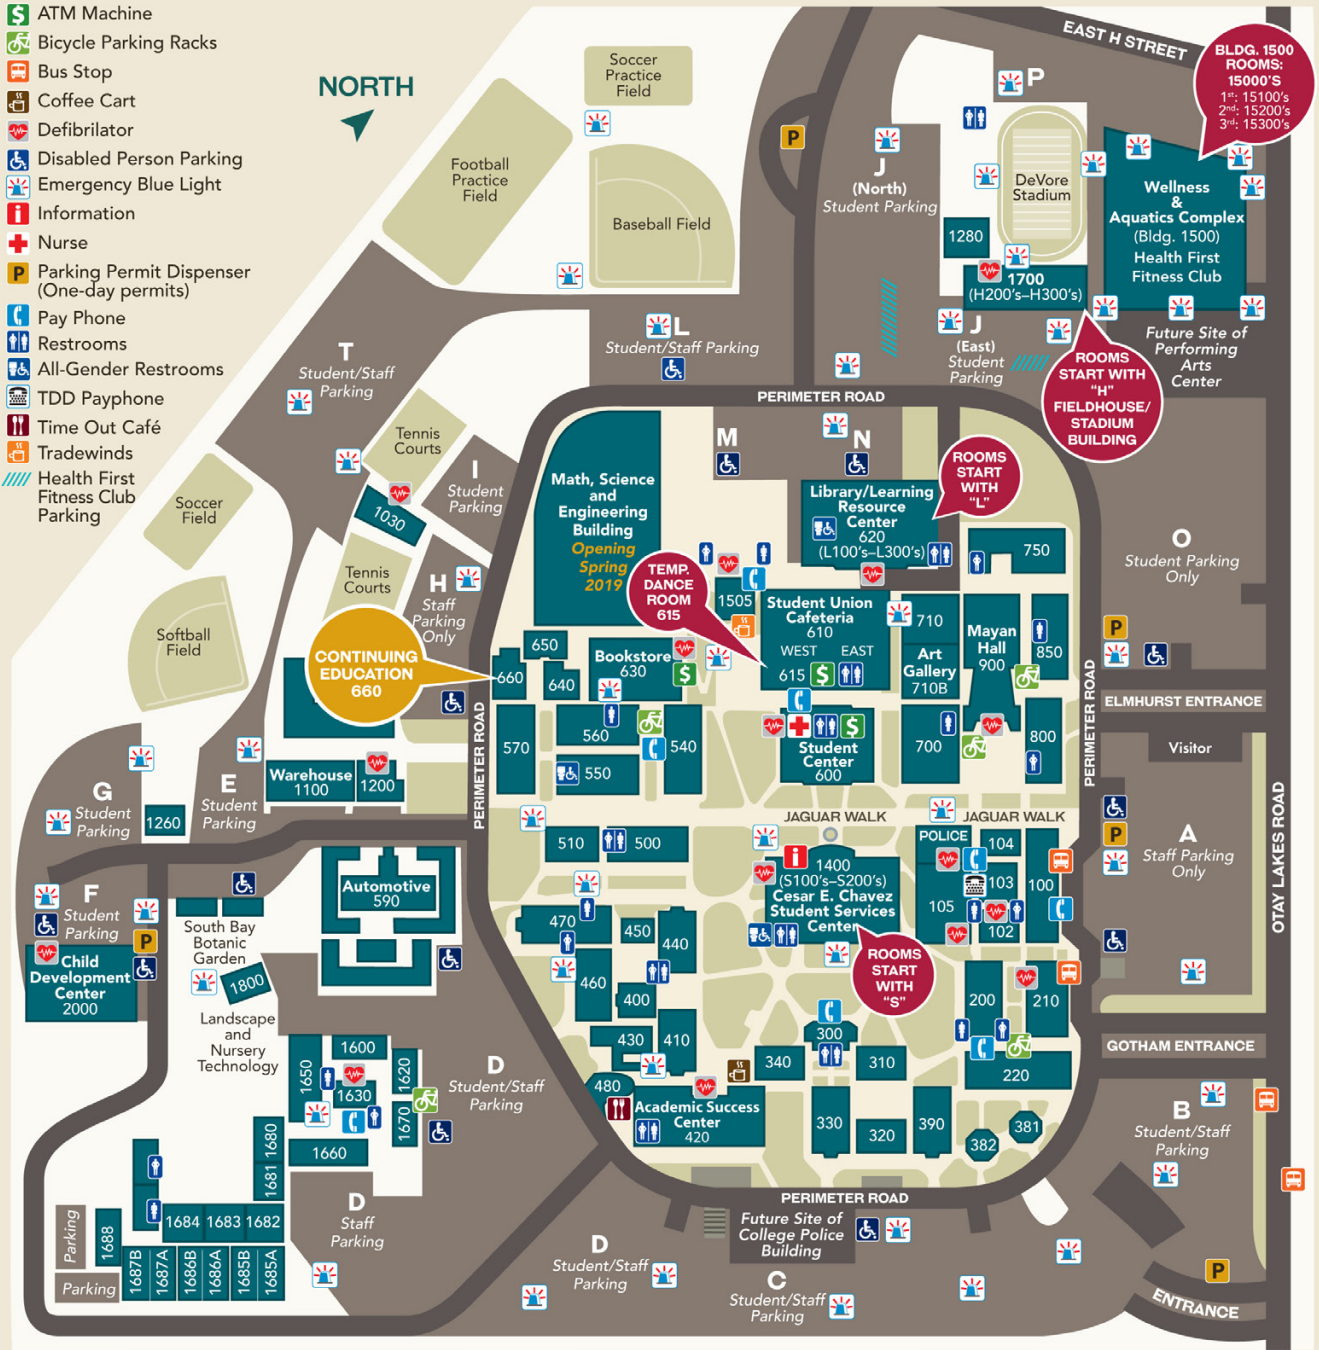 ATM Machine
Bicycle Parking Racks
Bus Stop
Coffee Cart
Defibrilator
Disabled Person Parking
Emergency Blue Light
Information
Nurse
Parking Permit Dispenser
(One-day permits)
Pay Phone
Restrooms
All-Gender Restrooms
TDD Payphone
Time Out Café
Tradewinds
Health First
Fitness Club
Parking
NORTH
Soccer
Practice
Field
Football
Practice
Field
Baseball Field
EAST H STREET
BLDG. 1500
ROOMS:
15000'S
1st: 15100's
2nd: 15200's
3rd: 15300's
P
P
J
(North)
Student Parking
DeVore
Stadium
Wellness
&
Aquatics Complex
(Bldg. 1500)
Health First
Fitness Club
1280
1700
(H200's–H300's)
J
(East)
Student
Parking
ROOMS
START WITH
"H"
FIELDHOUSE/
STADIUM
BUILDING
Future Site of
Performing
Arts
Center
L
Student/Staff Parking
T
Student/Staff
Parking
PERIMETER ROAD
Tennis
Courts
I
Student
Parking
1030
Soccer
Field
Tennis
Courts
H
Staff
Parking
Only
Softball
Field
CONTINUING
EDUCATION
660
Math, Science
and
Engineering
Building
Opening
Spring
2019
M
N
Library/Learning
Resource
Center
620
(L100's–L300's)
ROOMS
START
WITH
"L"
TEMP.
DANCE
ROOM
615
750
O
Student Parking
Only
1505
Student Union
Cafeteria
610
WEST
EAST
615
710
Art
Gallery
710B
Mayan
Hall
900
850
P
650
660
640
Bookstore
630
ELMHURST ENTRANCE
PERIMETER ROAD
PERIMETER ROAD
570
560
550
540
Student
Center
600
700
800
Visitor
OTAY LAKES ROAD
Warehouse
1100
1200
G
Student
Parking
1260
E
Student
Parking
JAGUAR WALK
JAGUAR WALK
510
500
1400
(S100's–S200's)
Cesar E. Chavez
Student Services
Center
POLICE
104
103
105
102
100
P
A
Staff Parking
Only
F
Student
Parking
P
Automotive
590
South Bay
Botanic
Garden
1800
Child
Development
Center
2000
Landscape
and
Nursery
Technology
470
450
440
460
400
430
410
480
ROOMS
START
WITH
"S"
200
210
220
300
340
310
GOTHAM ENTRANCE
1600
1650
1630
1620
1670
1660
1680
1681
D
Student/Staff
Parking
Academic Success
Center
420
330
320
390
382
381
B
Student/Staff
Parking
1684
1683
1682
1688
1687B
1687A
1686B
1686A
1685B
1685A
Parking
Parking
D
Staff
Parking
PERIMETER ROAD
Future Site of
College Police
Building
D
Student/Staff
Parking
C
Student/Staff
Parking
P
ENTRANCE